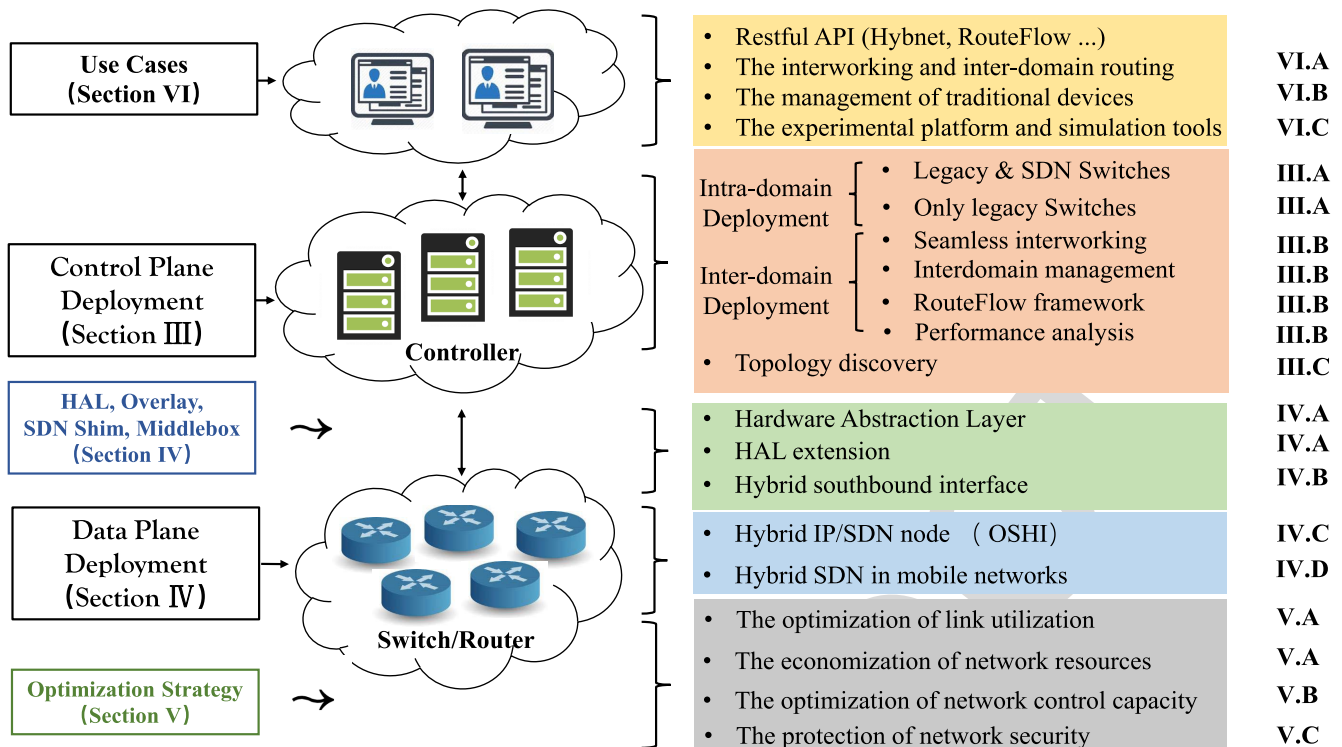 Use Cases
(Section VI)
Control Plane
Deployment
(Section Ⅲ)
HAL, Overlay,
SDN Shim, Middlebox
(Section IV)
Data Plane
Deployment
(Section Ⅳ)
Optimization Strategy
(Section V)
Controller
Switch/Router
• Restful API (Hybnet, RouteFlow ...)
• The interworking and inter-domain routing
• The management of traditional devices
• The experimental platform and simulation tools
VI.A
VI.B
VI.C
Intra-domain
Deployment
• Legacy & SDN Switches
• Only legacy Switches
Inter-domain
Deployment
• Seamless interworking
• Interdomain management
• RouteFlow framework
• Performance analysis
• Topology discovery
III.A
III.A
III.B
III.B
III.B
III.B
III.C
• Hardware Abstraction Layer
• HAL extension
• Hybrid southbound interface
IV.A
IV.A
IV.B
• Hybrid IP/SDN node ( OSHI)
• Hybrid SDN in mobile networks
IV.C
IV.D
• The optimization of link utilization
• The economization of network resources
• The optimization of network control capacity
• The protection of network security
V.A
V.A
V.B
V.C